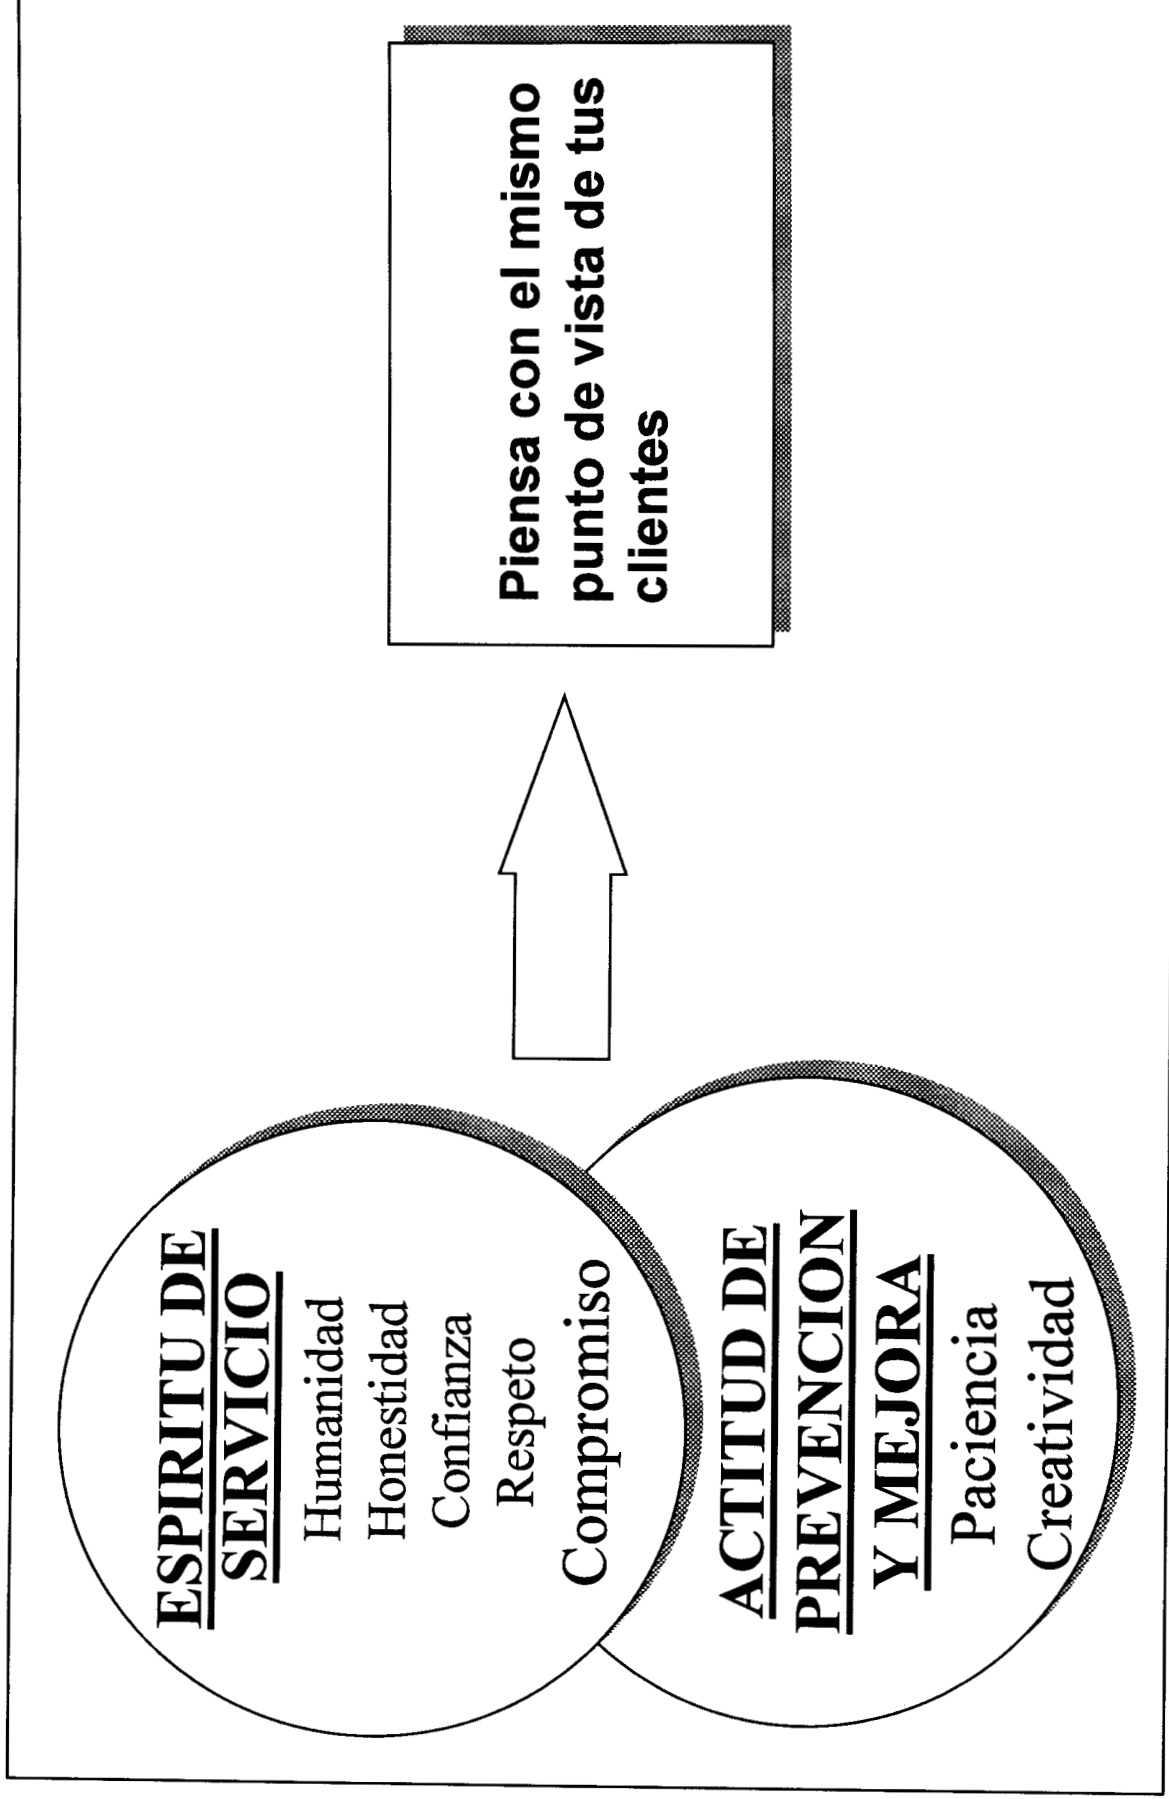 ESPIRITU DE
SERVICIO
Humanidad
Honestidad
Confianza
Respeto
Compromiso
ACTITUD DE
PREVENCION
Y MEJORA
Paciencia
Creatividad
Piensa con el mismo
punto de vista de tus
clientes